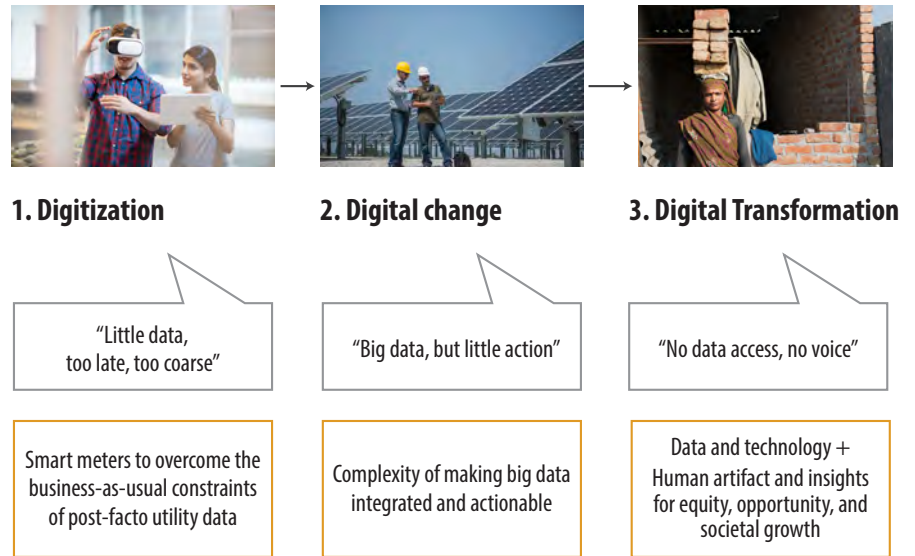 1. Digitization
2. Digital change
3. Digital Transformation
“Little data,
too late, too coarse”
“Big data, but little action”
“No data access, no voice”
Smart meters to overcome the
business-as-usual constraints
of post-facto utility data
Complexity of making big data
integrated and actionable
Data and technology +
Human artifact and insights
for equity, opportunity, and
societal growth